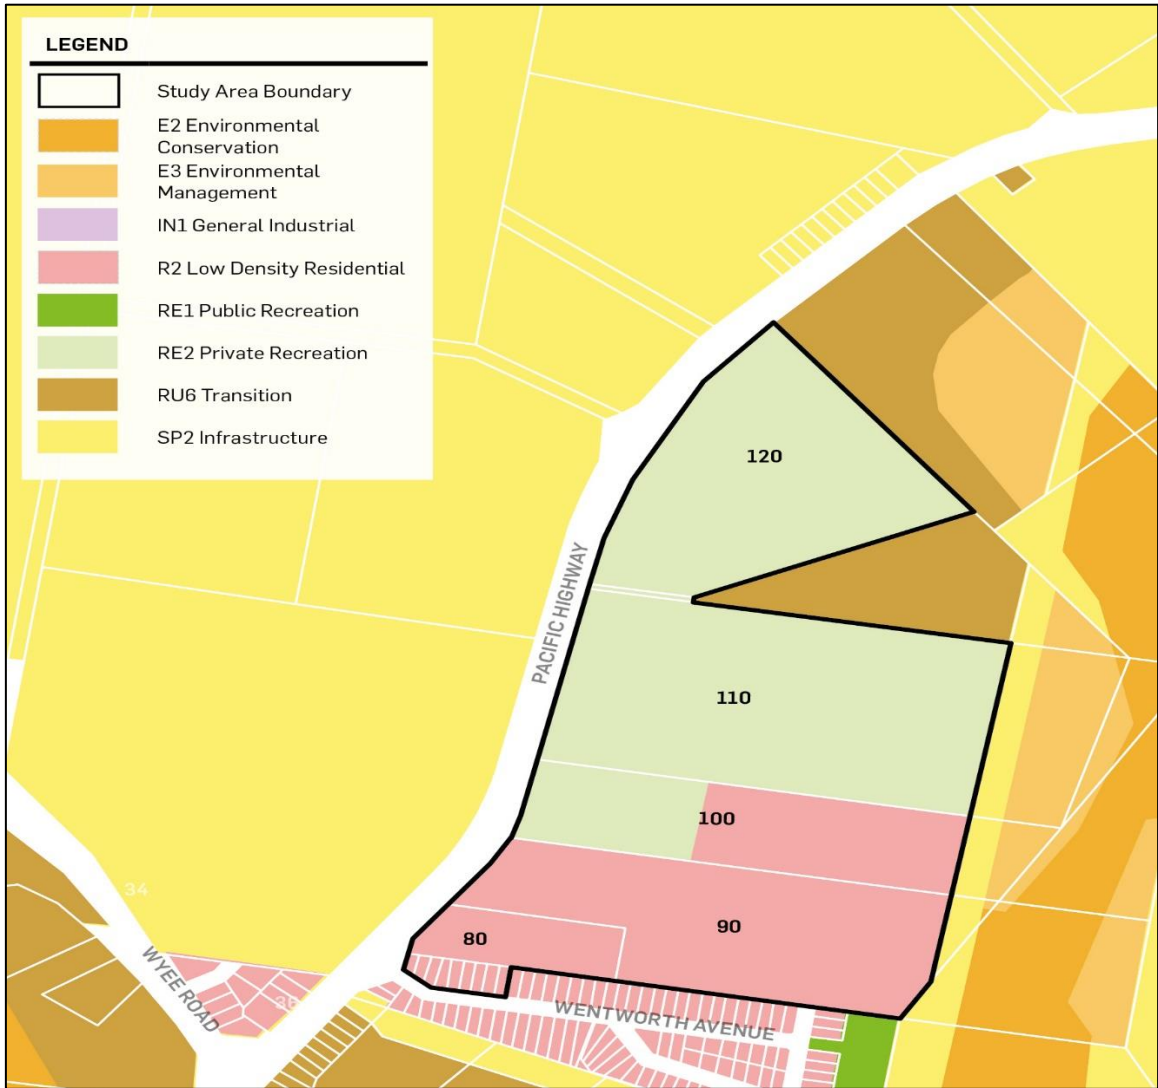 LEGEND
Study Area Boundary
E2 Environmental
Conservation
E3 Environmental
Management
IN1 General Industrial
R2 Low Density Residential
RE1 Public Recreation
RE2 Private Recreation
RU6 Transition
SP2 Infrastructure
120
PACIFIC HIGHWAY
110
100
34
90
80
WYEE ROAD
WENTWORTH AVENUE